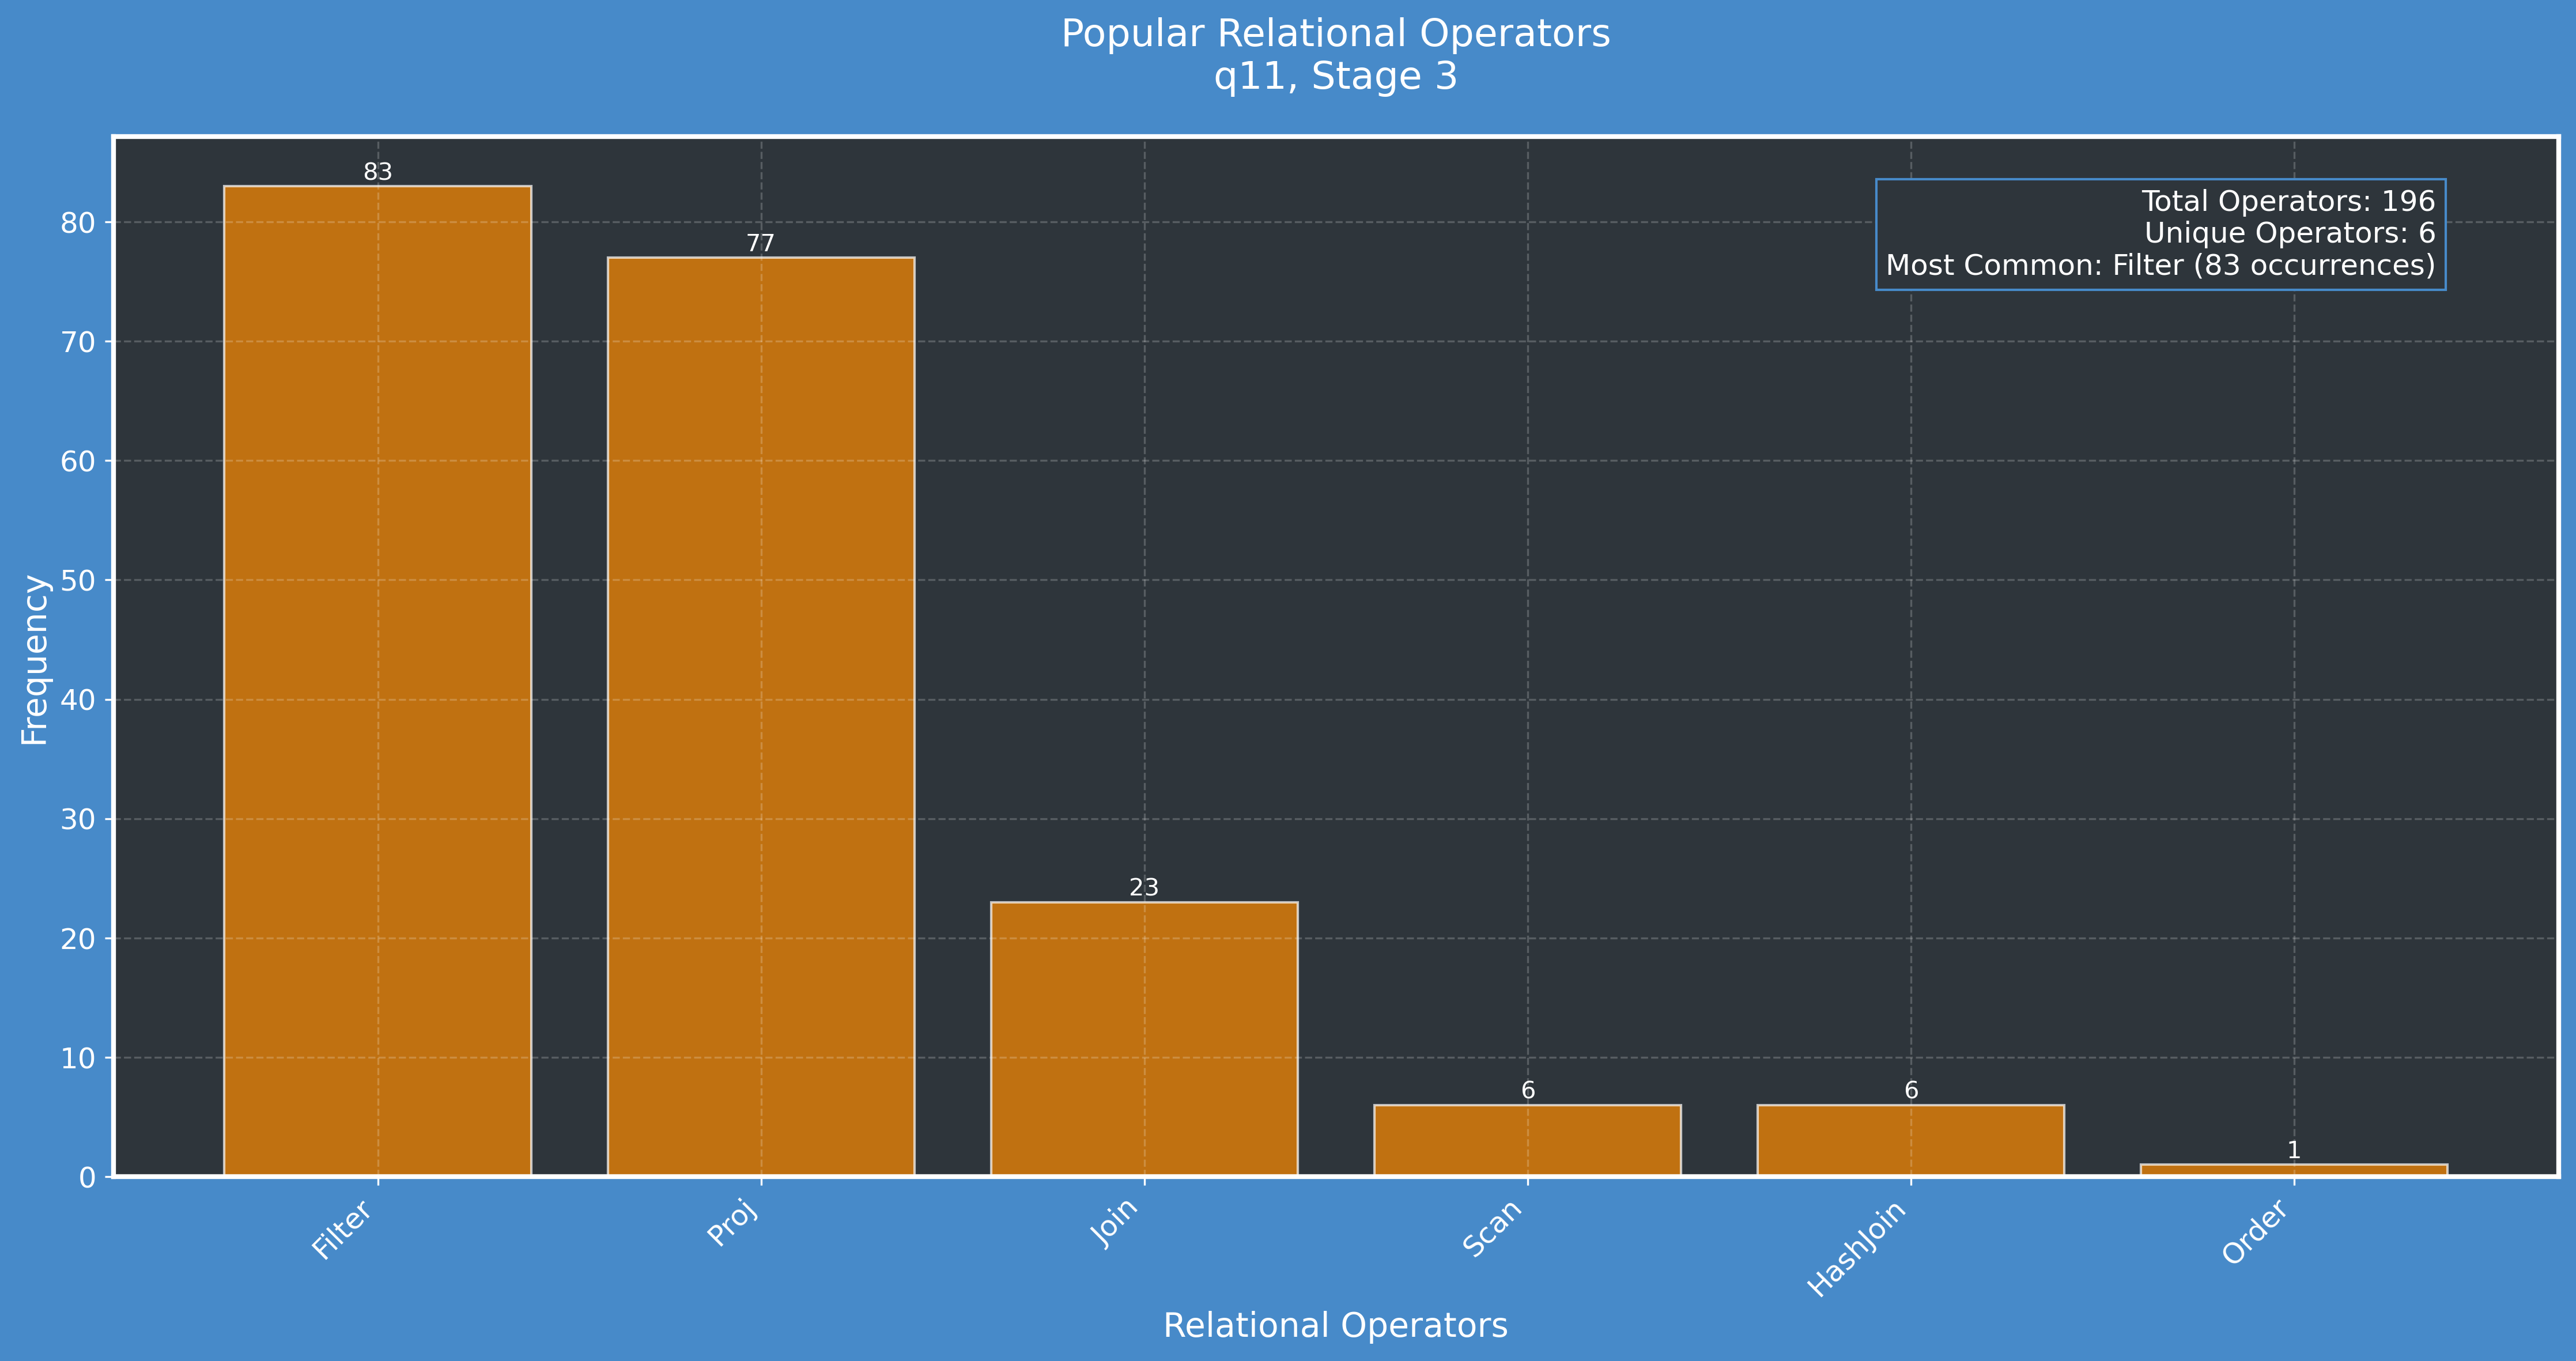 Popular Relational Operators
q11, Stage 3
83
77
23
6
6
1
Total Operators: 196
Unique Operators: 6
Most Common: Filter (83 occurrences)
80
70
60
50
40
30
20
10
0
Frequency
Filter
Proj
Join
Scan
HashJoin
Order
Relational Operators